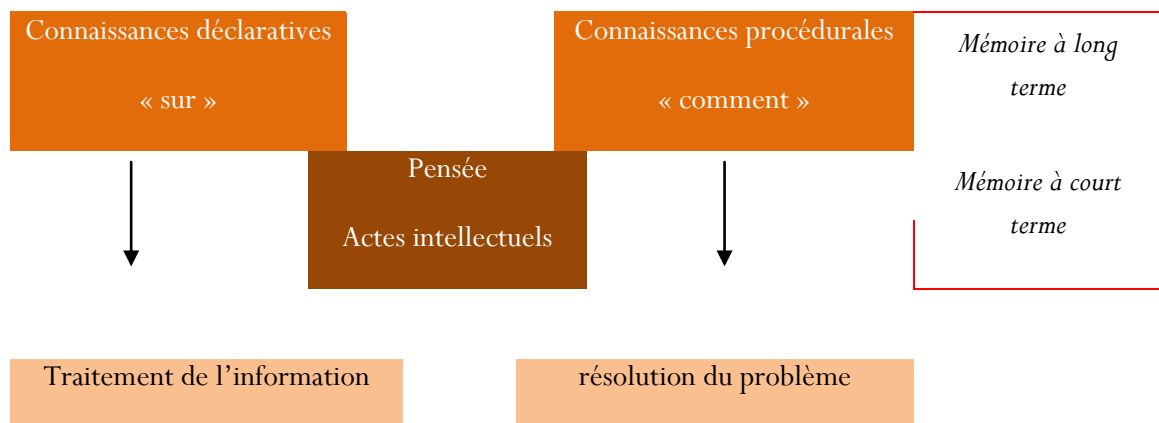 Connaissances déclaratives
« sur »
Connaissances procédurales
« comment »
Mémoire à long
terme
Pensée
Actes intellectuels
Mémoire à court
terme
Traitement de l’information
résolution du problème